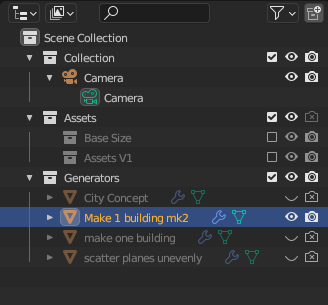 Scene Collection
Collection
Camera
Camera
Assets
Base Size
Assets V1
Generators
City Concept
Make 1 building mk2
make one building
scatter planes unevenly